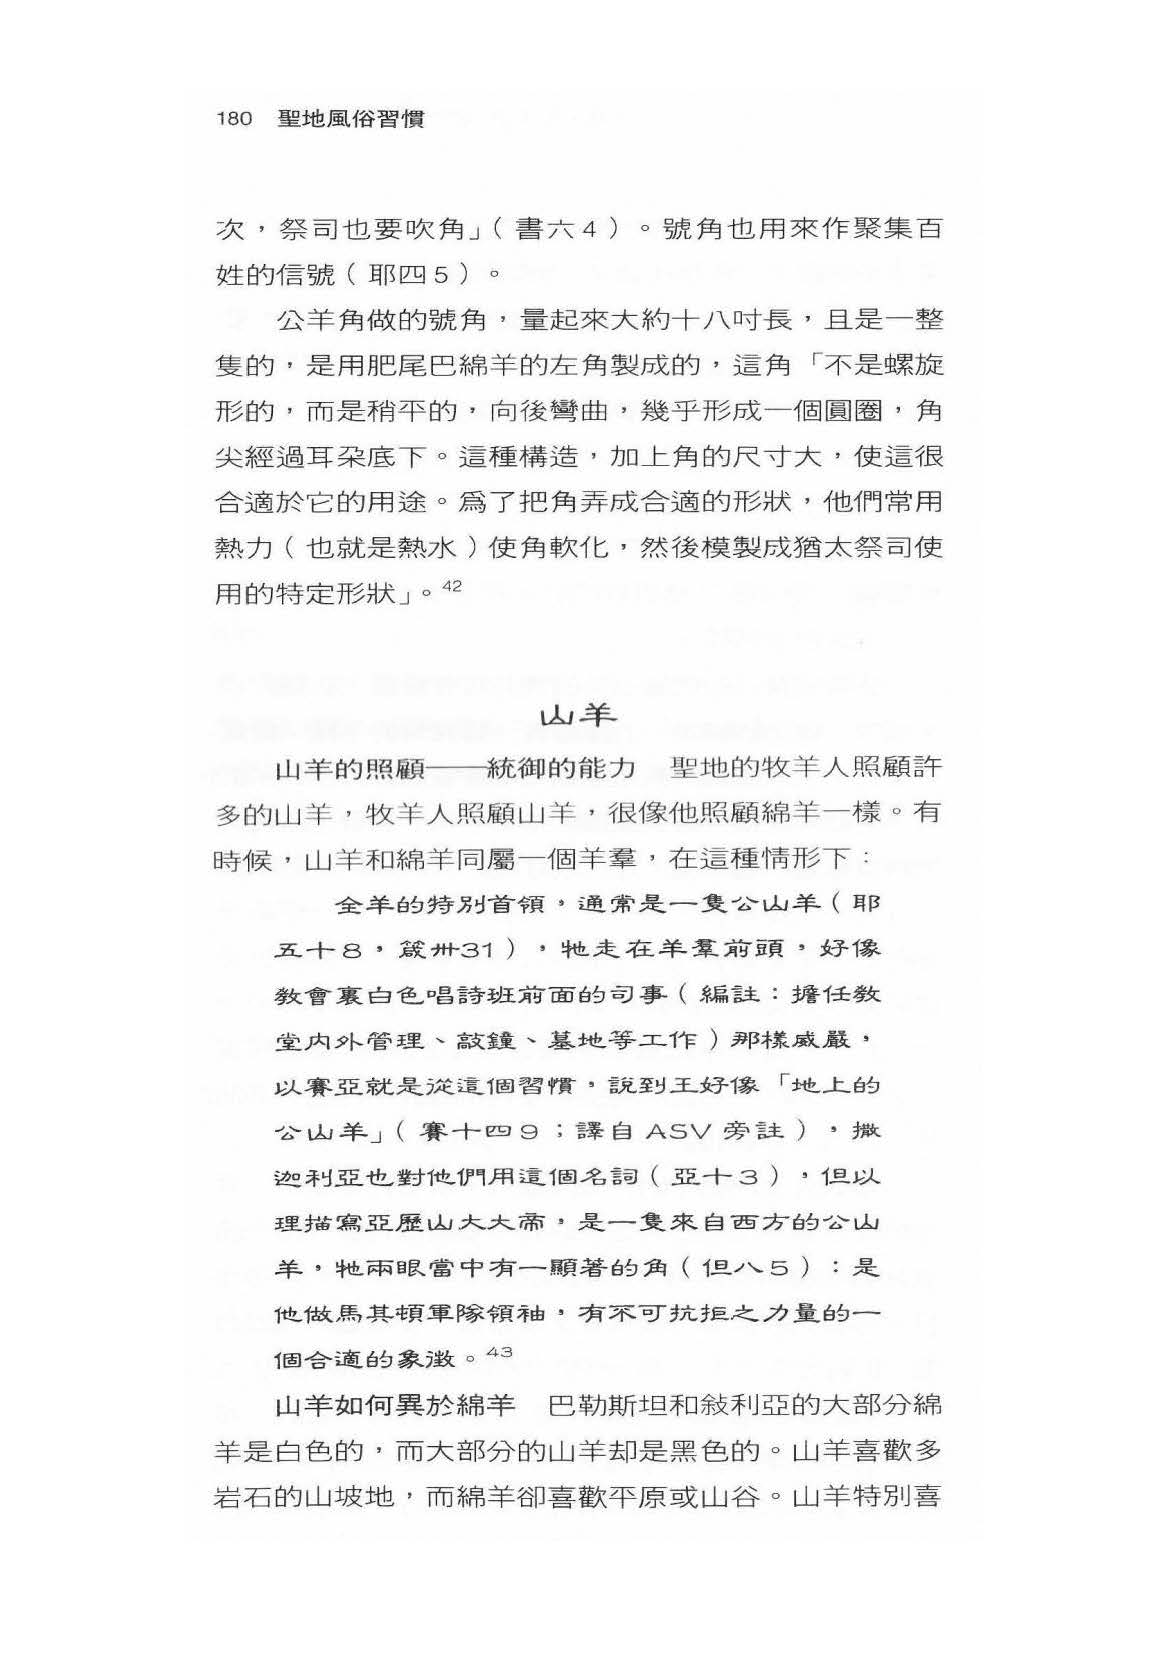 180 聖地風俗習慣
次，祭司也要吹角」（書六4）。號角也用來作聚集百
姓的信號（耶四5）。
公羊角做的號角，量起來大約十八吋長，且是一整
隻的，是用肥尾巴綿羊的左角製成的，這角「不是螺旋
形的，而是稍平的，向後彎曲，幾乎形成一個圓圈，角
尖經過耳朵底下。這種構造，加上角的尺寸大，使這很
合適於它的用途。爲了把角弄成合適的形狀，他們常用
熱力（也就是熱水）使角軟化，然後模製成猶太祭司使
用的特定形狀」。42
山羊
山羊的照顧——統御的能力 聖地的牧羊人照顧許
多的山羊，牧羊人照顧山羊，很像他照顧綿羊一樣。有
時候，山羊和綿羊同屬一個羊羣，在這種情形下：
全羊的特別首領，通常是一隻公山羊（耶
五十8，箴卅31），牠走在羊羣前頭，好像
教會裏白色唱詩班前面的司事（編註：擔任教
堂內外管理、敲鐘、墓地等工作）那樣威嚴，
以賽亞就是從這個習慣，說到王好像「地上的
公山羊」（賽十四9；譯自ASV旁註），撒
迦利亞也對他們用這個名詞（亞十3），但以
理描寫亞歷山大大帝，是一隻來自西方的公山
羊，牠兩眼當中有一顯著的角（但八5）：是
他做馬其頓軍隊領袖，有不可抗拒之力量的一
個合適的象徵。43
山羊如何異於綿羊 巴勒斯坦和敍利亞的大部分綿
羊是白色的，而大部分的山羊却是黑色的。山羊喜歡多
岩石的山坡地，而綿羊卻喜歡平原或山谷。山羊特別喜